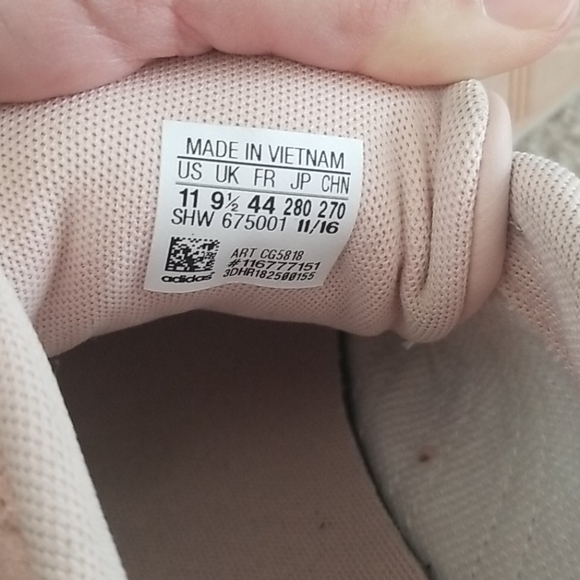 MADE IN VIETNAM
US UK FR JP CHN
11 9½ 44 280 270
SHW 675001 11/16
ART CG5818
#116777151
adidas 3DHR182500155